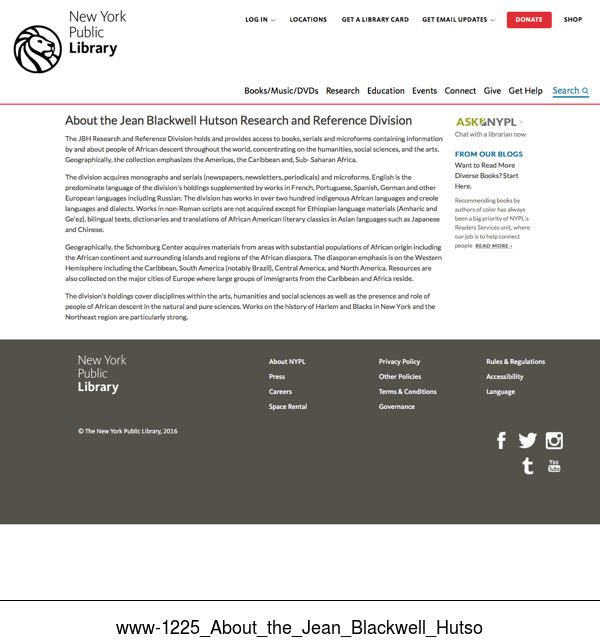 New York
Public
Library
LOG IN
LOCATIONS
GET A LIBRARY CARD
GET EMAIL UPDATES
DONATE
SHOP
Books/Music/DVDs Research Education Events Connect Give Get Help Search
About the Jean Blackwell Hutson Research and Reference Division
The JBH Research and Reference Division holds and provides access to books, serials and microforms containing information
by and about people of African descent throughout the world, concentrating on the humanities, social sciences, and the arts.
Geographically, the collection emphasizes the Americas, the Caribbean and, Sub- Saharan Africa.
The division acquires monographs and serials (newspapers, newsletters, periodicals) and microforms. English is the
predominate language of the division's holdings supplemented by works in French, Portuguese, Spanish, German and other
European languages including Russian. The division has works in over two hundred indigenous African languages and creole
languages and dialects. Works in non-Roman scripts are not acquired except for Ethiopian language materials (Amharic and
Ge'ez), bilingual texts, dictionaries and translations of African American literary classics in Asian languages such as Japanese
and Chinese.
Geographically, the Schomburg Center acquires materials from areas with substantial populations of African origin including
the African continent and surrounding islands and regions of the African diaspora. The diasporan emphasis is on the Western
Hemisphere including the Caribbean, South America (notably Brazil), Central America, and North America. Resources are
also collected on the major cities of Europe where large groups of immigrants from the Caribbean and Africa reside.
The division's holdings cover disciplines within the arts, humanities and social sciences as well as the presence and role of
people of African descent in the natural and pure sciences. Works on the history of Harlem and Blacks in New York and the
Northeast region are particularly strong.
ASK NYPL >
Chat with a librarian now
FROM OUR BLOGS
Want to Read More
Diverse Books? Start
Here.
Recommending books by
authors of color has always
been a big priority of NYPL's
Readers Services unit, where
our job is to help connect
people READ MORE ›
New York
Public
Library
About NYPL
Press
Careers
Space Rental
Privacy Policy
Other Policies
Terms & Conditions
Governance
Rules & Regulations
Accessibility
Language
© The New York Public Library, 2016
You
Tube
www-1225_About_the_Jean_Blackwell_Hutso